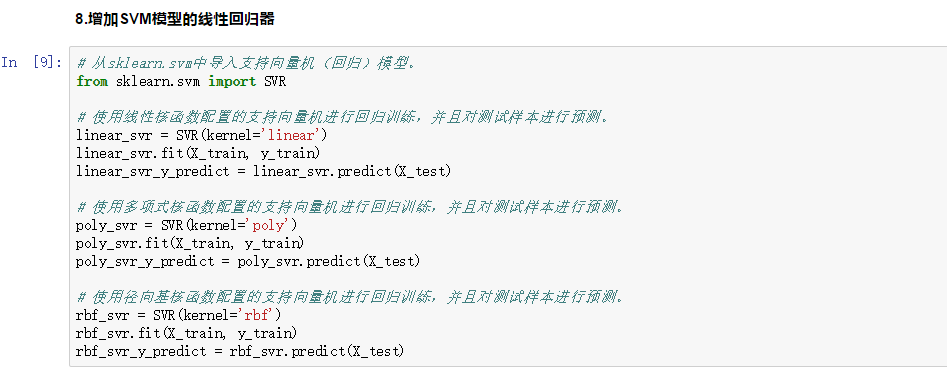 8.增加SVM模型的线性回归器
In [9]: # 从sklearn.svm中导入支持向量机（回归）模型。
from sklearn.svm import SVR
# 使用线性核函数配置的支持向量机进行回归训练，并且对测试样本进行预测。
linear_svr = SVR(kernel='linear')
linear_svr.fit(X_train, y_train)
linear_svr_y_predict = linear_svr.predict(X_test)
# 使用多项式核函数配置的支持向量机进行回归训练，并且对测试样本进行预测。
poly_svr = SVR(kernel='poly')
poly_svr.fit(X_train, y_train)
poly_svr_y_predict = poly_svr.predict(X_test)
# 使用径向基核函数配置的支持向量机进行回归训练，并且对测试样本进行预测。
rbf_svr = SVR(kernel='rbf')
rbf_svr.fit(X_train, y_train)
rbf_svr_y_predict = rbf_svr.predict(X_test)